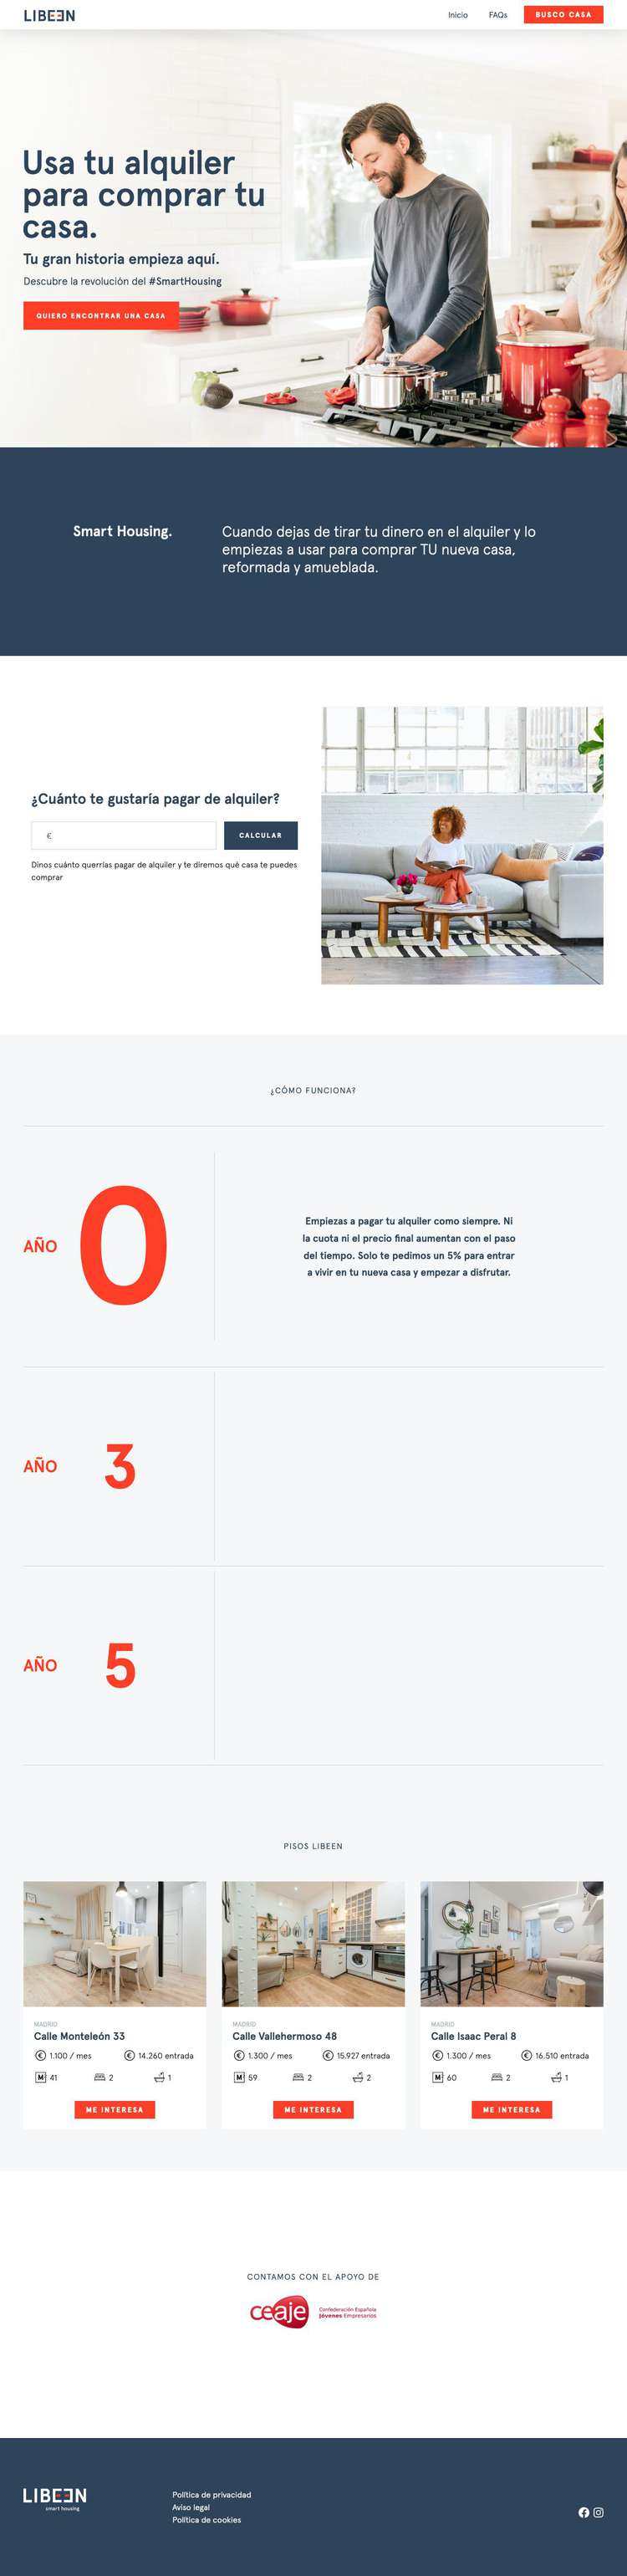 LIBEEN
Inicio
FAQs
BUSCO CASA
Usa tu alquiler
para comprar tu
casa.
Tu gran historia empieza aquí.
Descubre la revolución del #SmartHousing
QUIERO ENCONTRAR UNA CASA
Smart Housing.
Cuando dejas de tirar tu dinero en el alquiler y lo
empiezas a usar para comprar TU nueva casa,
reformada y amueblada.
¿Cuánto te gustaría pagar de alquiler?
€
CALCULAR
Dinos cuánto querrías pagar de alquiler y te diremos qué casa te puedes
comprar
¿CÓMO FUNCIONA?
AÑO 0
Empiezas a pagar tu alquiler como siempre. Ni
la cuota ni el precio final aumentan con el paso
del tiempo. Solo te pedimos un 5% para entrar
a vivir en tu nueva casa y empezar a disfrutar.
AÑO 3
AÑO 5
PISOS LIBEEN
MADRID
Calle Monteleón 33
€ 1.100 / mes
€ 14.260 entrada
M 41
2
1
ME INTERESA
MADRID
Calle Vallehermoso 48
€ 1.300 / mes
€ 15.927 entrada
M 59
2
2
ME INTERESA
MADRID
Calle Isaac Peral 8
€ 1.300 / mes
€ 16.510 entrada
M 60
2
1
ME INTERESA
CONTAMOS CON EL APOYO DE
ceaje
Confederación Española
Jóvenes Empresarios
LIBEEN
smart housing
Política de privacidad
Aviso legal
Política de cookies